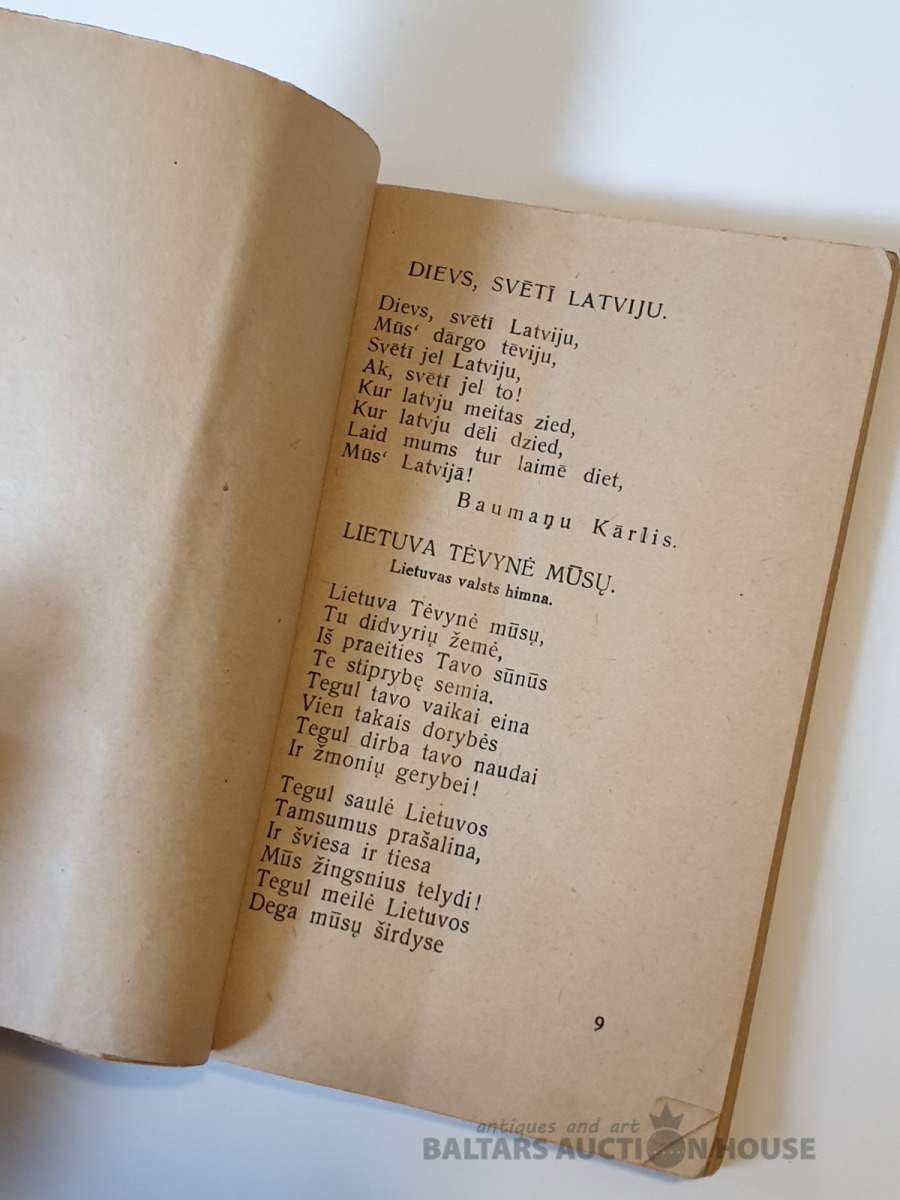 DIEVS, SVĒTĪ LATVIJU.
Dievs, svētī Latviju,
Mūs‘ dārgo tēviju,
Svētī jel Latviju,
Ak, svētī jel to!
Kur latvju meitas zied,
Kur latvju dēli dzied,
Laid mums tur laimē diet,
Mūs‘ Latvijā!
Baumaņu Kārlis.
LIETUVA TĖVYNĖ MŪSŲ.
Lietuvas valsts himna.
Lietuva Tėvynė mūsų,
Tu didvyrių žemė,
Iš praeities Tavo sūnūs
Te stiprybę semia.
Tegul tavo vaikai eina
Vien takais dorybės
Tegul dirba tavo naudai
Ir žmonių gerybei!
Tegul saulė Lietuvos
Tamsumus prašalina,
Ir šviesa ir tiesa
Mūs žingsnius telydi!
Tegul meilė Lietuvos
Dega mūsų širdyse
9
antiques and art
BALTARS AUCTION HOUSE